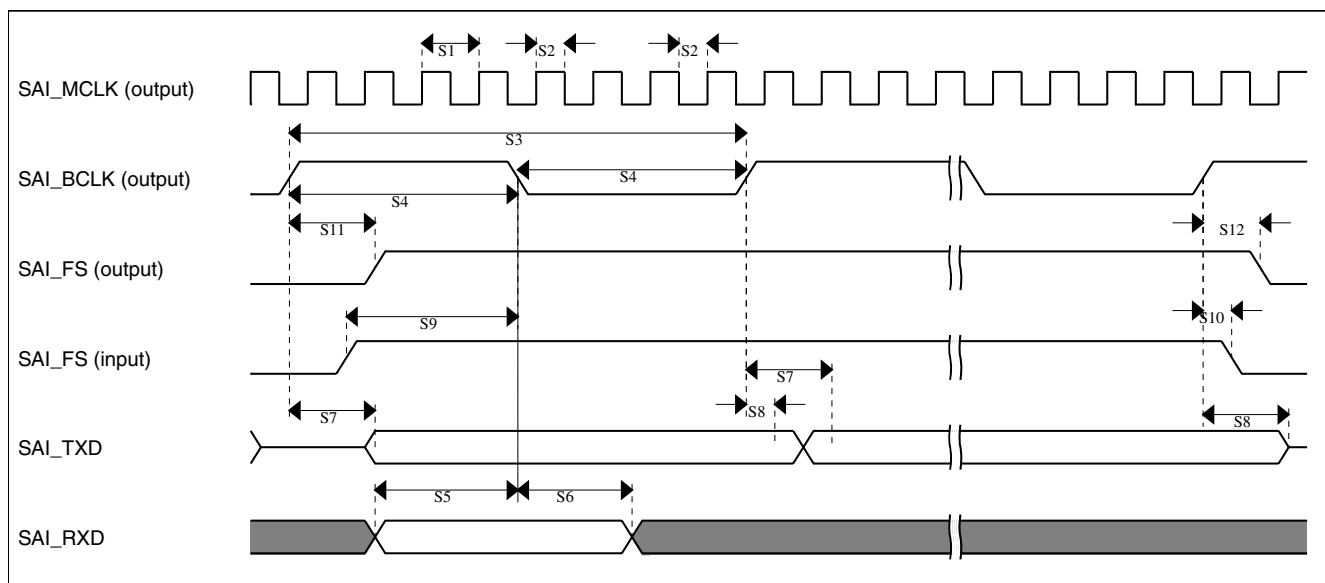 S1 S2 S2
SAI_MCLK (output)
S3
SAI_BCLK (output)
S4
S4
S11 S12
SAI_FS (output)
S9 S10
SAI_FS (input)
S7
S7 S8 S8
SAI_TXD
S5 S6
SAI_RXD